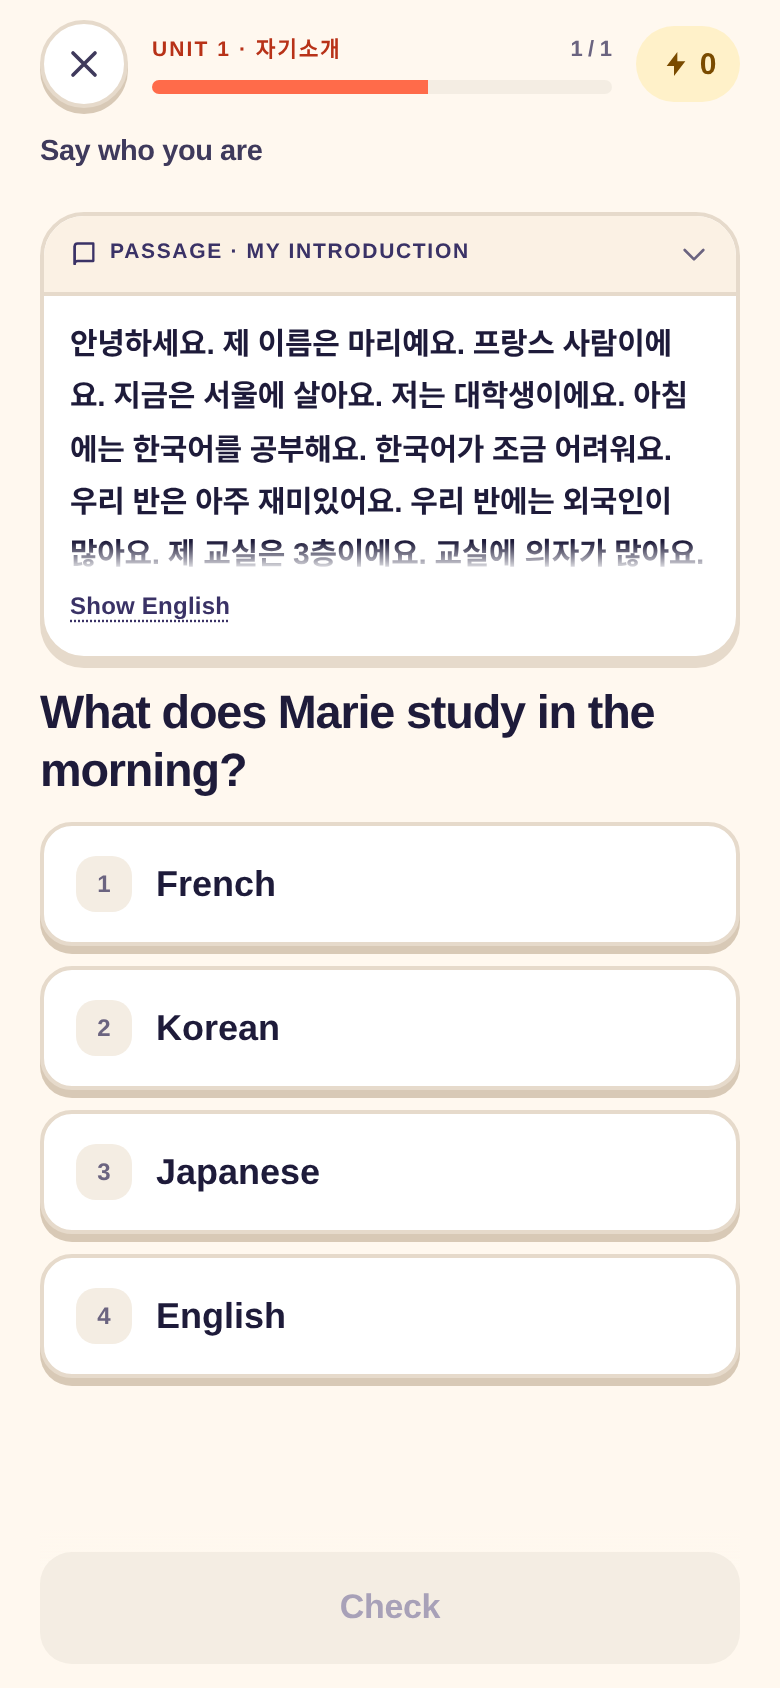 UNIT 1 · 자기소개
1 / 1
0
Say who you are
PASSAGE · MY INTRODUCTION
안녕하세요. 제 이름은 마리예요. 프랑스 사람이에
요. 지금은 서울에 살아요. 저는 대학생이에요. 아침
에는 한국어를 공부해요. 한국어가 조금 어려워요.
우리 반은 아주 재미있어요. 우리 반에는 외국인이
많아요. 제 교실은 3층이에요. 교실에 의자가 많아요.
Show English
What does Marie study in the
morning?
1 French
2 Korean
3 Japanese
4 English
Check